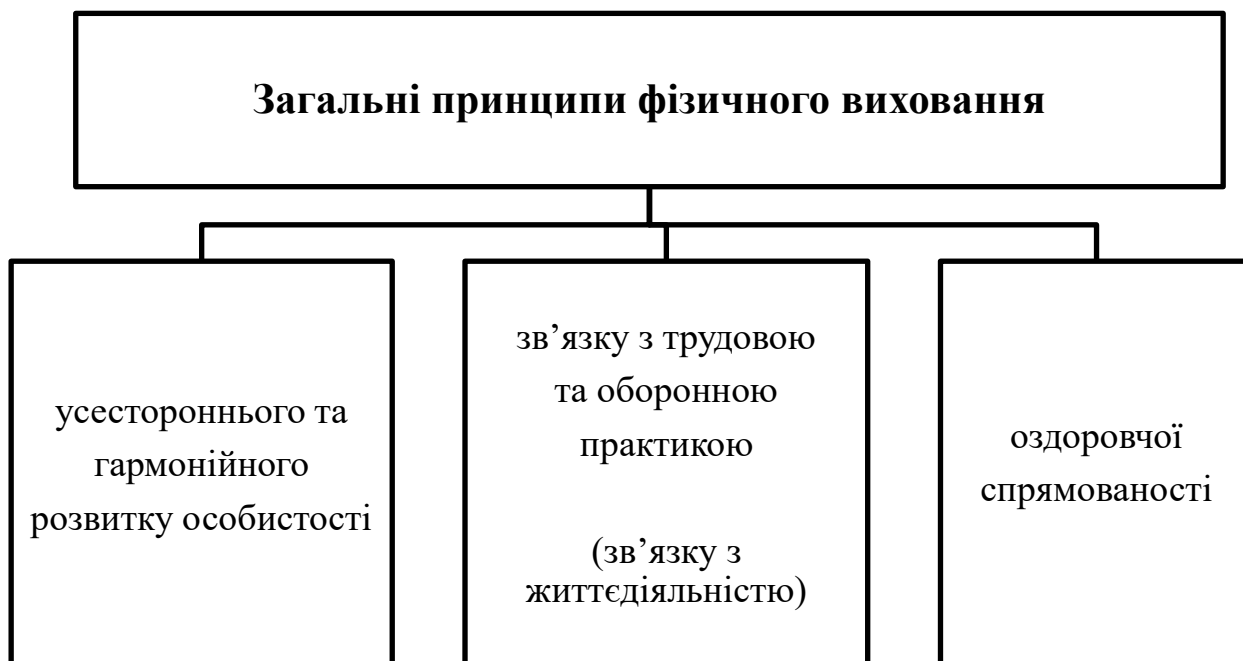 Загальні принципи фізичного виховання
усестороннього та
гармонійного
розвитку особистості
зв’язку з трудовою
та оборонною
практикою
(зв’язку з
життєдіяльністю)
оздоровчої
спрямованості